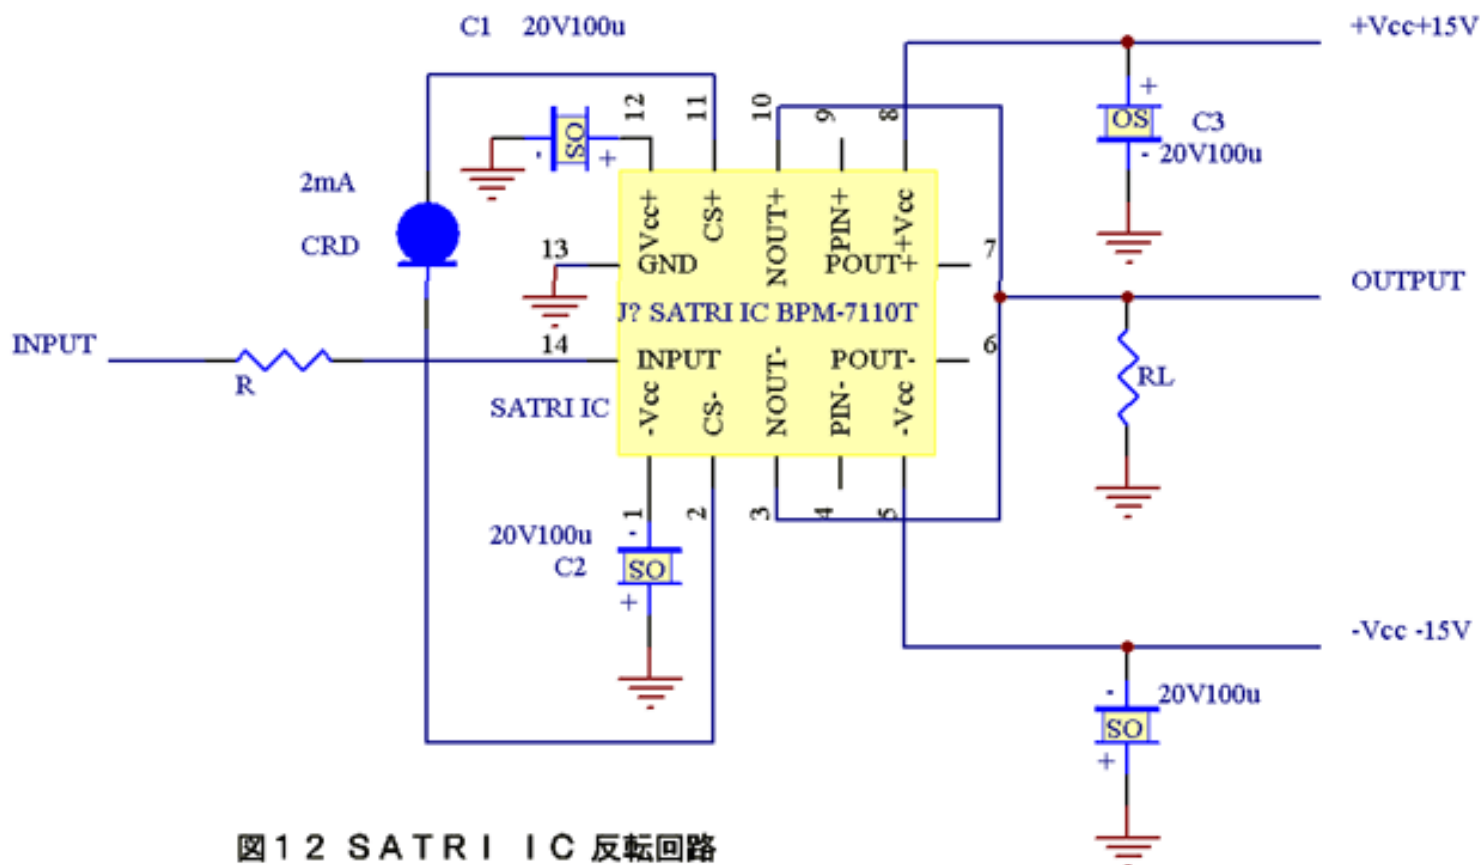 C1 20V100u
+Vcc+15V
12
11
10
9
8
OS
+
-
+
-
OS
C3
20V100u
2mA
CRD
Vcc+
CS+
NOUT+
PIN+
+Vcc
13
GND
POUT+
7
OUTPUT
J? SATRI IC BPM-7110T
INPUT
R
14
INPUT
POUT-
6
RL
SATRI IC
-Vcc
CS-
NOUT-
PIN-
-Vcc
1
2
3
4
5
20V100u
C2
-
SO
+
-Vcc -15V
-
20V100u
SO
+
図12 SATRI IC 反転回路